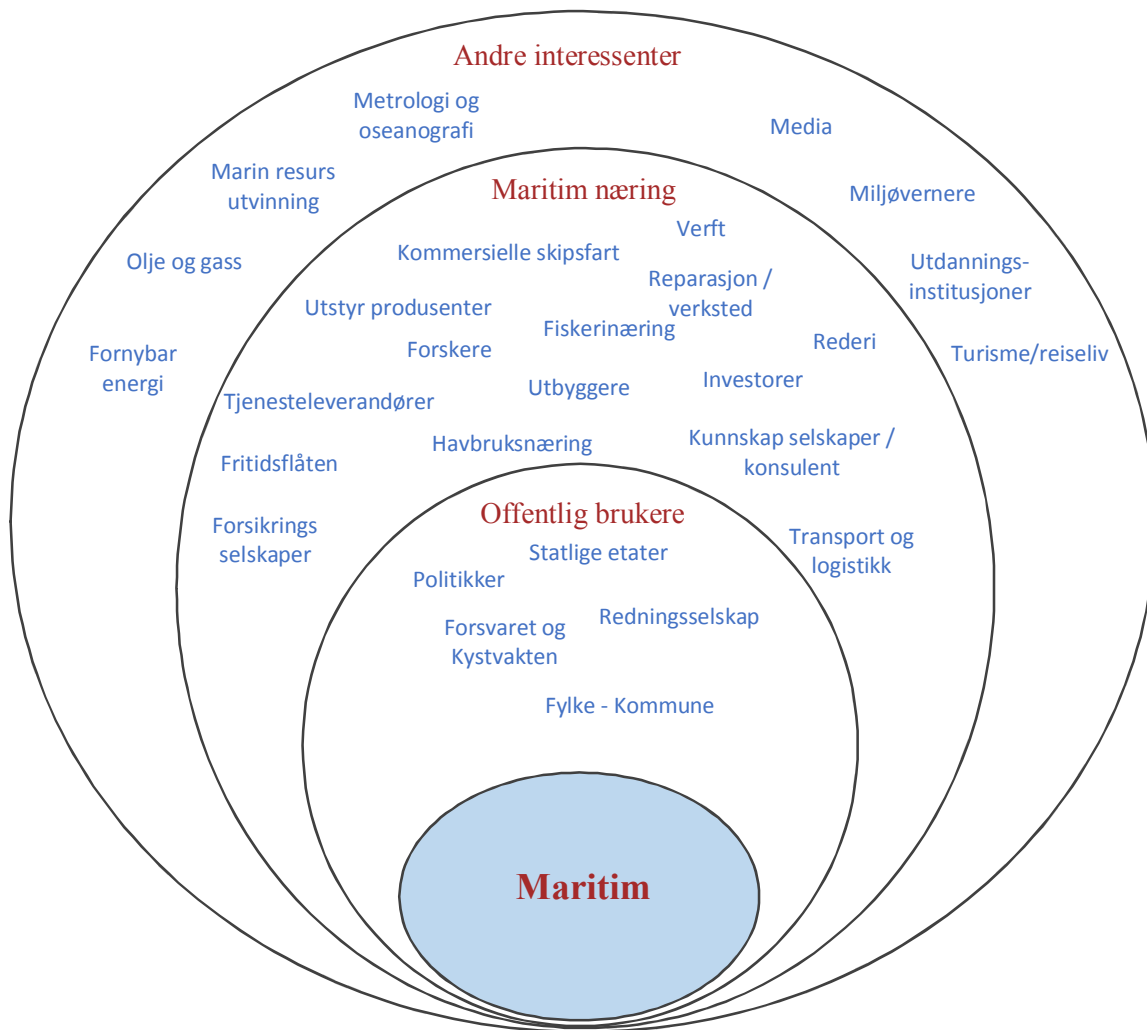 Andre interessenter
Metrologi og
oseanografi
Media
Marin resurs
utvinning
Miljøvernere
Olje og gass
Utdannings-
institusjoner
Fornybar
energi
Turisme/reiseliv
Maritim næring
Verft
Kommersielle skipsfart
Reparasjon /
verksted
Utstyr produsenter
Fiskerinæring
Rederi
Forskere
Investorer
Utbyggere
Tjenesteleverandører
Havbruksnæring
Kunnskap selskaper /
konsulent
Fritidsflåten
Forsikrings
selskaper
Transport og
logistikk
Offentlig brukere
Statlige etater
Politikker
Redningsselskap
Forsvaret og
Kystvakten
Fylke - Kommune
Maritim